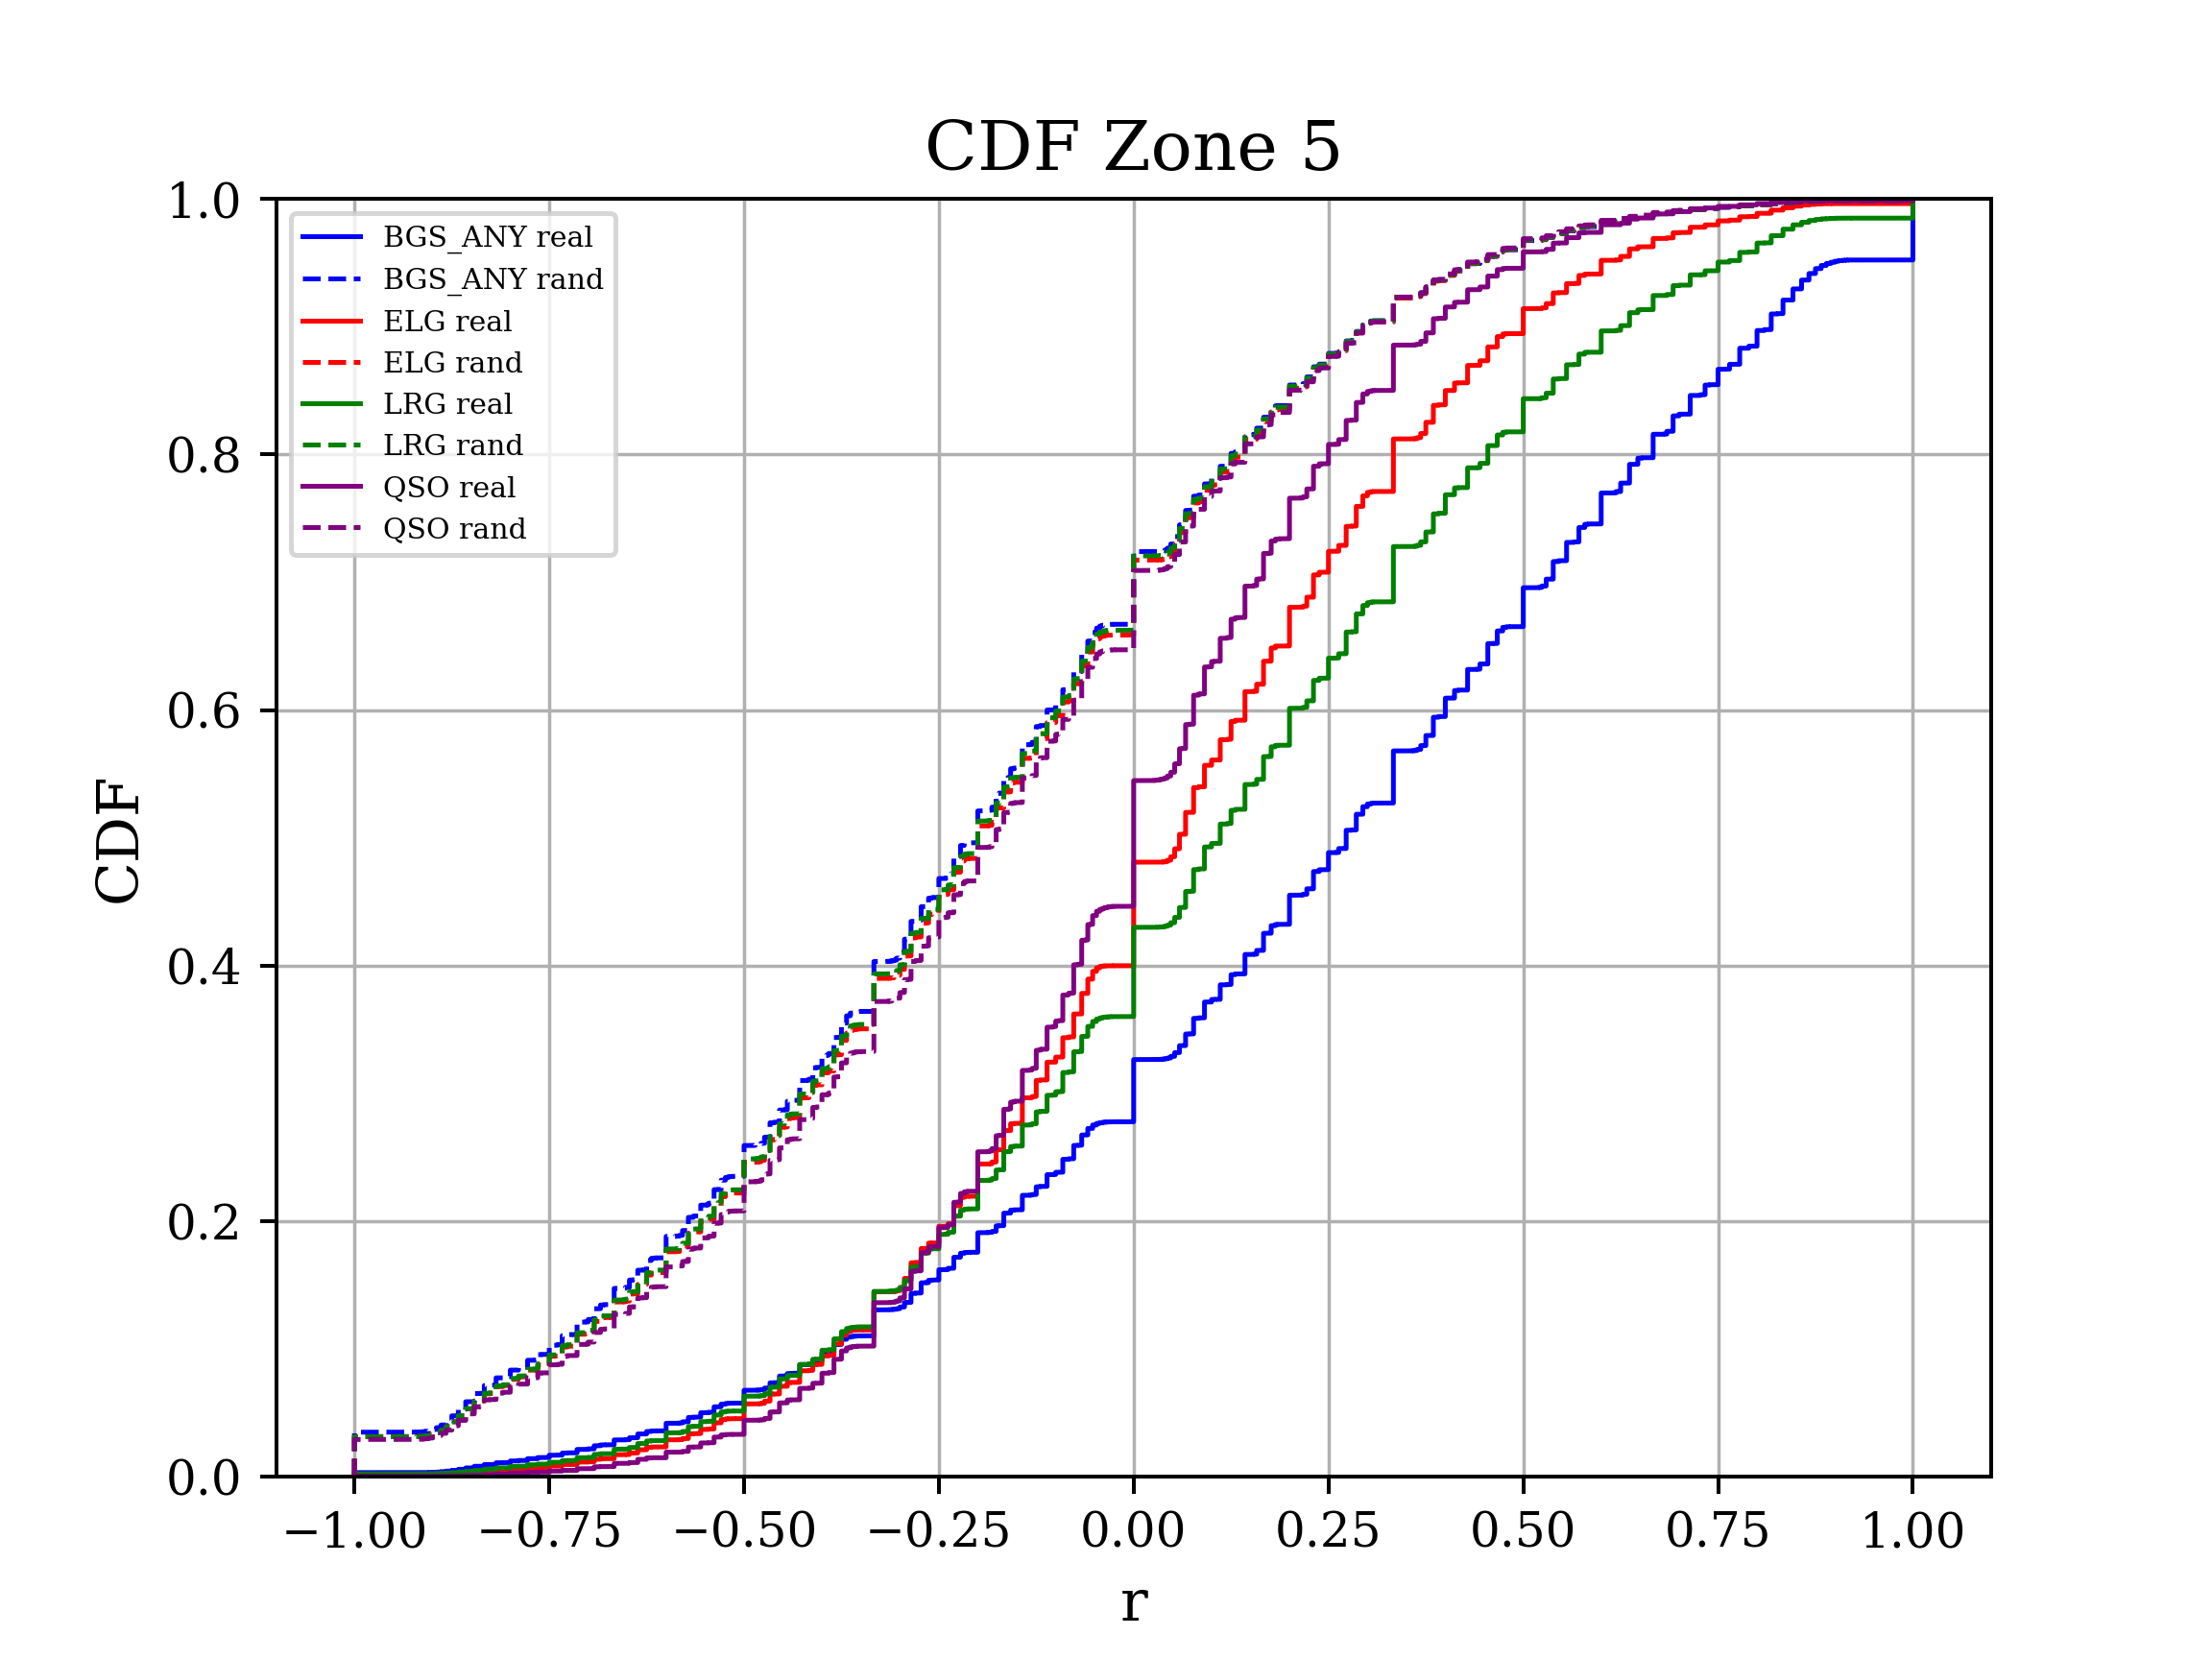 CDF Zone 5
1.0
0.8
0.6
0.4
0.2
0.0
CDF
BGS_ANY real
BGS_ANY rand
ELG real
ELG rand
LRG real
LRG rand
QSO real
QSO rand
−1.00 −0.75 −0.50 −0.25 0.00 0.25 0.50 0.75 1.00
r